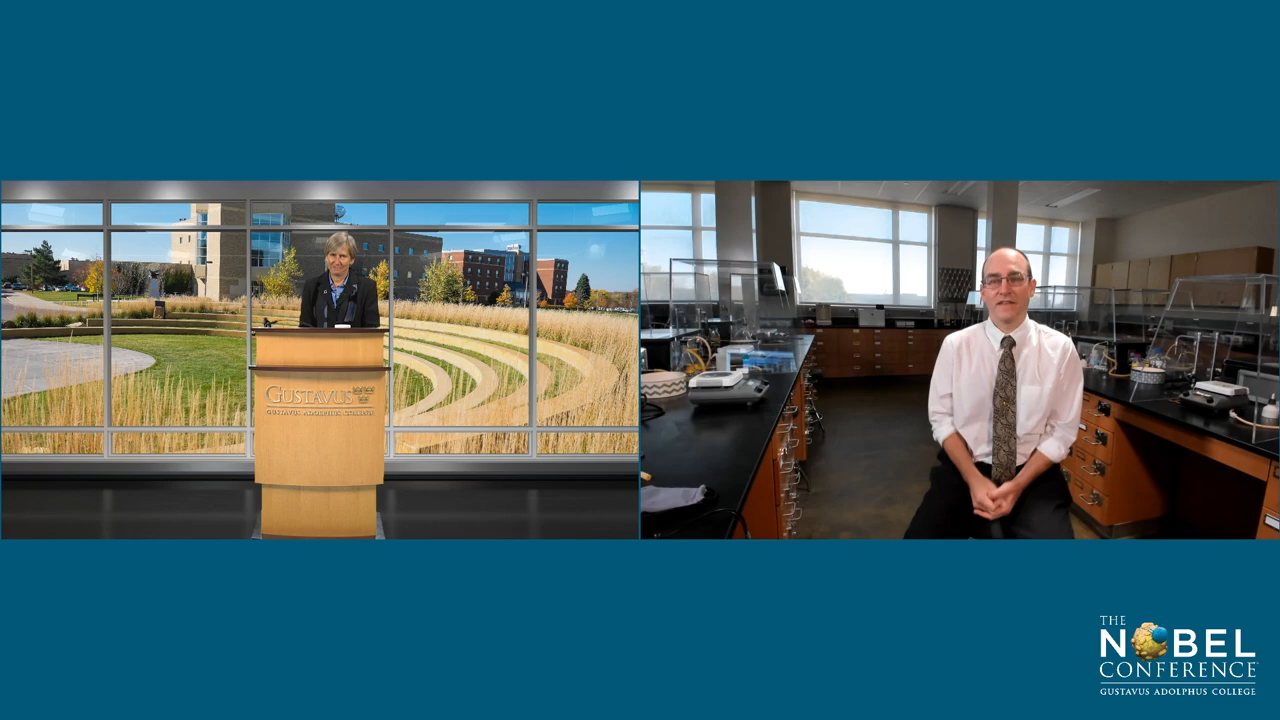 GUSTAVUS
GUSTAVUS ADOLPHUS COLLEGE
THE
NOBEL
CONFERENCE
GUSTAVUS ADOLPHUS COLLEGE